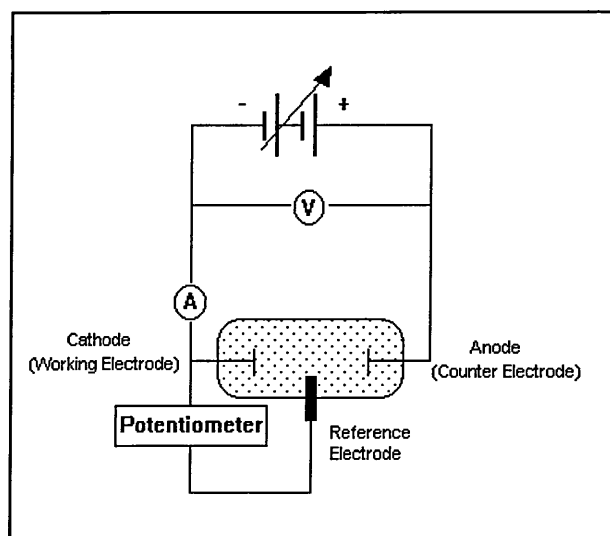 - +
V
A
Cathode
(Working Electrode)
Anode
(Counter Electrode)
Potentiometer
Reference
Electrode